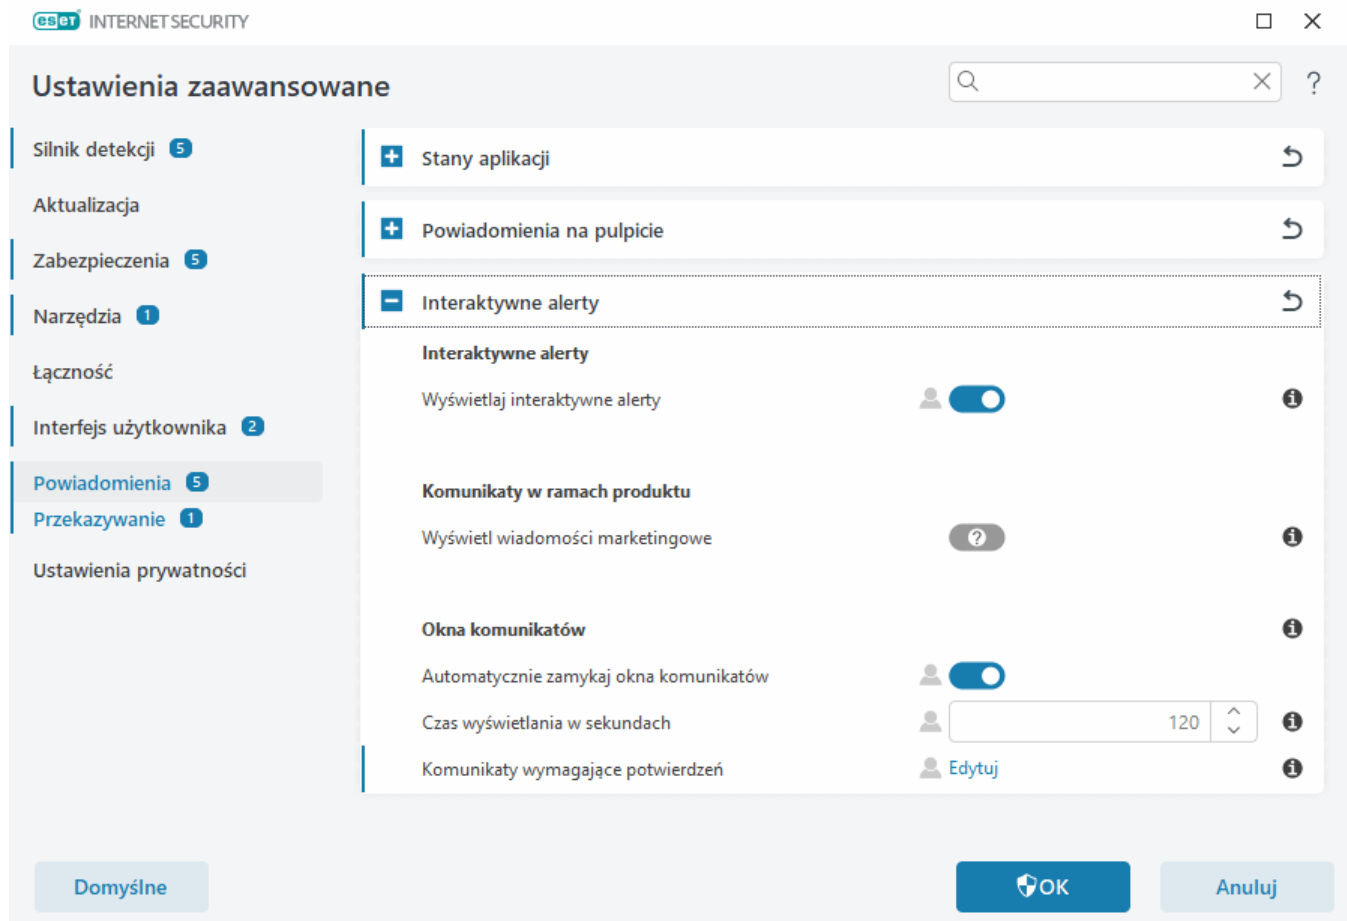 eseT INTERNET SECURITY
Ustawienia zaawansowane
?
Silnik detekcji 5
Aktualizacja
Zabezpieczenia 5
Narzędzia 1
Łączność
Interfejs użytkownika 2
Powiadomienia 5
Przekazywanie 1
Ustawienia prywatności
Stany aplikacji
Powiadomienia na pulpicie
Interaktywne alerty
Interaktywne alerty
Wyświetlaj interaktywne alerty
Komunikaty w ramach produktu
Wyświetl wiadomości marketingowe
Okna komunikatów
Automatycznie zamykaj okna komunikatów
Czas wyświetlania w sekundach 120
Komunikaty wymagające potwierdzeń Edytuj
Domyślne
OK
Anuluj